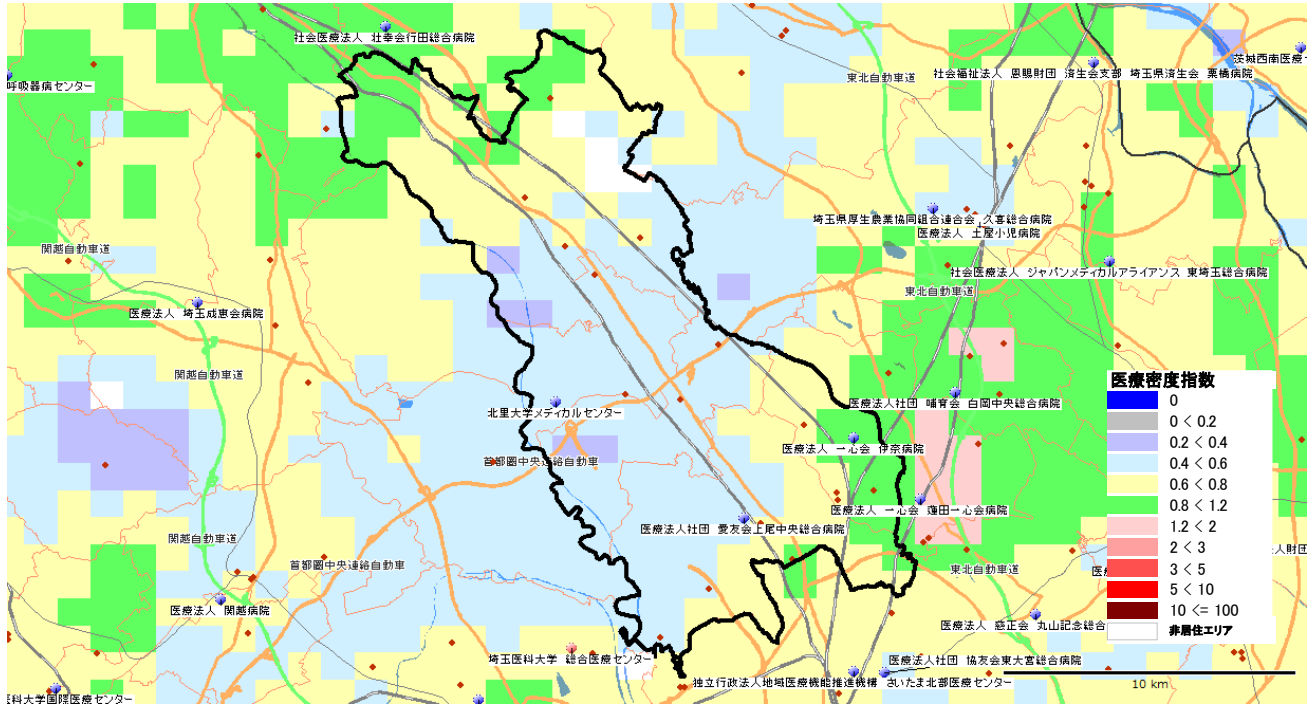 社会医療法人 壮幸会行田総合病院
呼吸器病センター
東北自動車道
社会福祉法人 恩賜財団 済生会支部 埼玉県済生会 栗橋病院
茨城西南医療
埼玉県厚生農業協同組合連合会 久喜総合病院
医療法人 土屋小児病院
関越自動車道
社会医療法人 ジャパンメディカルアライアンス 東埼玉総合病院
東北自動車道
医療法人 埼玉成恵会病院
関越自動車道
医療密度指数
0
0 < 0.2
0.2 < 0.4
0.4 < 0.6
0.6 < 0.8
0.8 < 1.2
1.2 < 2
2 < 3
3 < 5
5 < 10
10 <= 100
非居住エリア
医療法人社団 哺育会 白岡中央総合病院
北里大学メディカルセンター
医療法人 一心会 伊奈病院
首都圏中央連絡自動車
医療法人 一心会 蓮田一心会病院
医療法人社団 愛友会上尾中央総合病院
関越自動車道
首都圏中央連絡自動車
東北自動車道
人財団
医療法人 関越病院
医療法人 慈正会 丸山記念総合
埼玉医科大学 総合医療センター
医療法人社団 協友会東大宮総合病院
独立行政法人地域医療機能推進機構 さいたま北部医療センター
10 km
医科大学国際医療センター